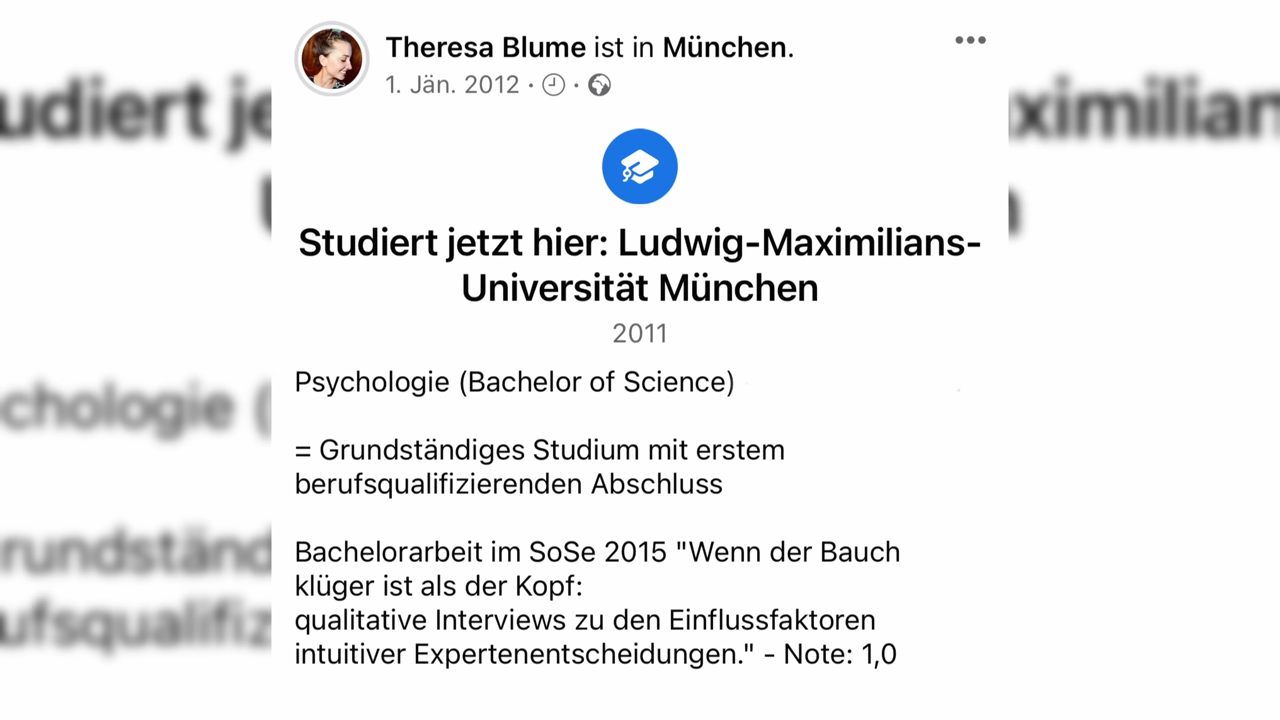 Theresa Blume ist in München.
1. Jän. 2012
Studiert jetzt hier: Ludwig-Maximilians-
Universität München
2011
Psychologie (Bachelor of Science)
= Grundständiges Studium mit erstem
berufsqualifizierenden Abschluss
Bachelorarbeit im SoSe 2015 "Wenn der Bauch
klüger ist als der Kopf:
qualitative Interviews zu den Einflussfaktoren
intuitiver Expertenentscheidungen." - Note: 1,0